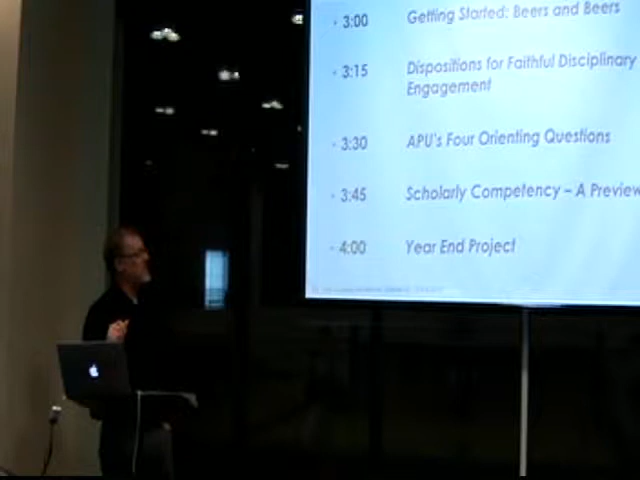 3:00 Getting Started: Beers and Beers
3:15 Dispositions for Faithful Disciplinary
Engagement
3:30 APU's Four Orienting Questions
3:45 Scholarly Competency – A Preview
4:00 Year End Project